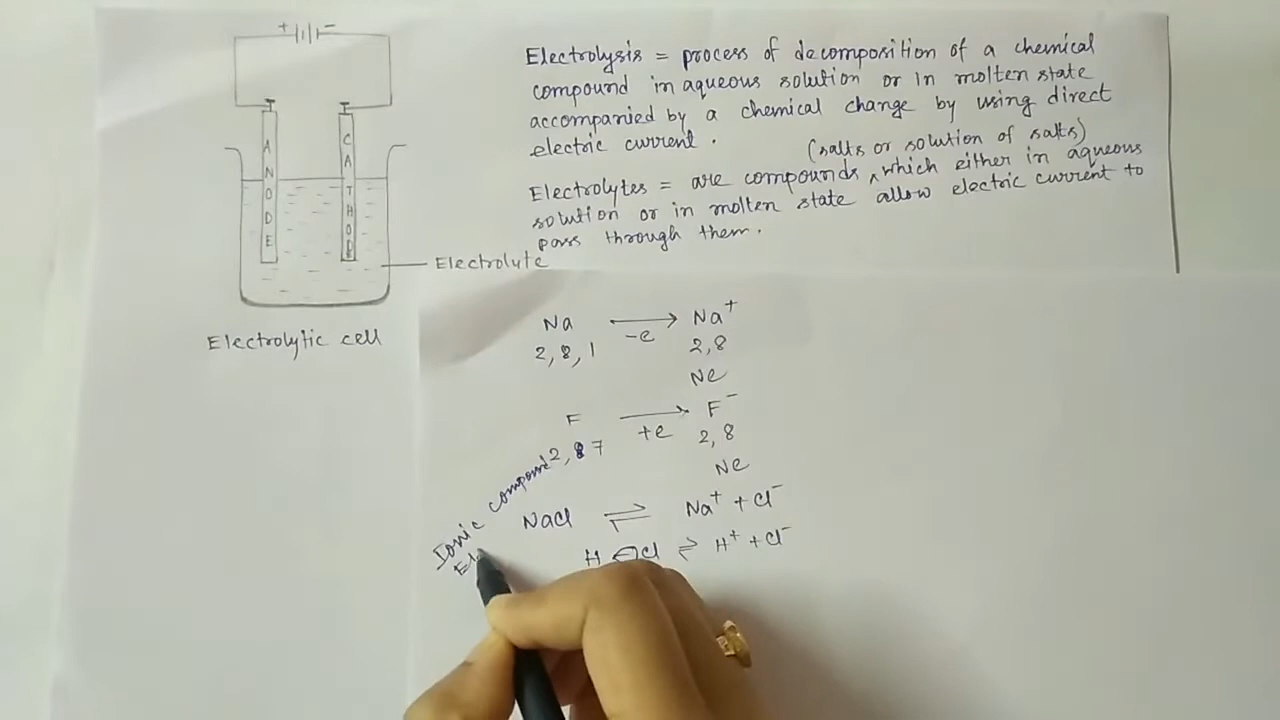 + -
ANODE
CATHODE
Electrolyte
Electrolytic cell
Electrolysis = process of decomposition of a chemical
compound in aqueous solution or in molten state
accompanied by a chemical change by using direct
electric current.
(salts or solution of salts)
Electrolytes = are compounds ^ which either in aqueous
solution or in molten state allow electric current to
pass through them.
Na ⟶ Na⁺
-e
2, 8, 1 2, 8
Ne
F ⟶ F⁻
+e
2, 7 2, 8
Ne
Ionic compound
El
NaCl ⇌ Na⁺ + Cl⁻
H Cl ⇌ H⁺ + Cl⁻